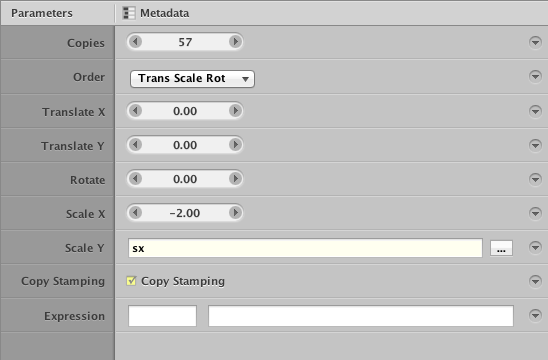 Parameters Metadata
Copies 57
Order Trans Scale Rot
Translate X 0.00
Translate Y 0.00
Rotate 0.00
Scale X -2.00
Scale Y sx ...
Copy Stamping Copy Stamping
Expression